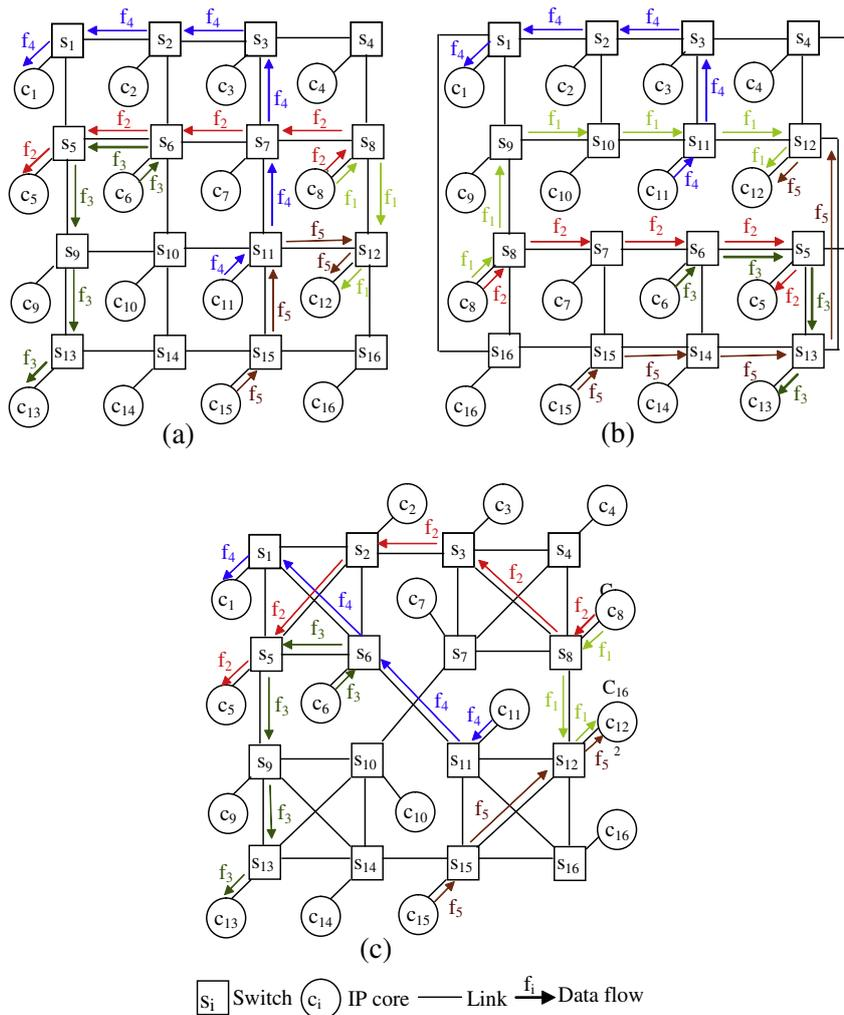 f4 f4 f4
s1 s2 s3 s4
c1 c2 c3 c4
f4
f2 f2 f2
s5 s6 s7 s8
f2 f3 f3 f2 f1 f1
c5 c6 c7 c8
f3 f4
f5
s9 s10 s11 s12
f4 f5 f1
c9 c10 c11 c12
f3 f5
s13 s14 s15 s16
f3 f5
c13 c14 c15 c16
(a)
f4 f4 f4
s1 s2 s3 s4
c1 c2 c3 c4
f4
f1 f1 f1
s9 s10 s11 s12
f4 f1 f5
c9 c10 c11 c12
f1 f5
f2 f2 f2
s8 s7 s6 s5
f1 f2 f3 f3 f2 f3
c8 c7 c6 c5
s16 s15 s14 s13
f5 f5 f5 f3
c16 c15 c14 c13
(b)
c2 c3 c4
f4 f2
s1 s2 s3 s4
c1 c7 C c8
f2 f4 f2 f2 f1
f3
s5 s6 s7 s8
f2 f3
c5 c6 c11 C16 c12
f3 f4 f4 f1 f1
f5 2
s9 s10 s11 s12
c9 c10 c16
f3 f5
s13 s14 s15 s16
f3 f5
c13 c14 c15
(c)
si Switch ci IP core Link fi Data flow